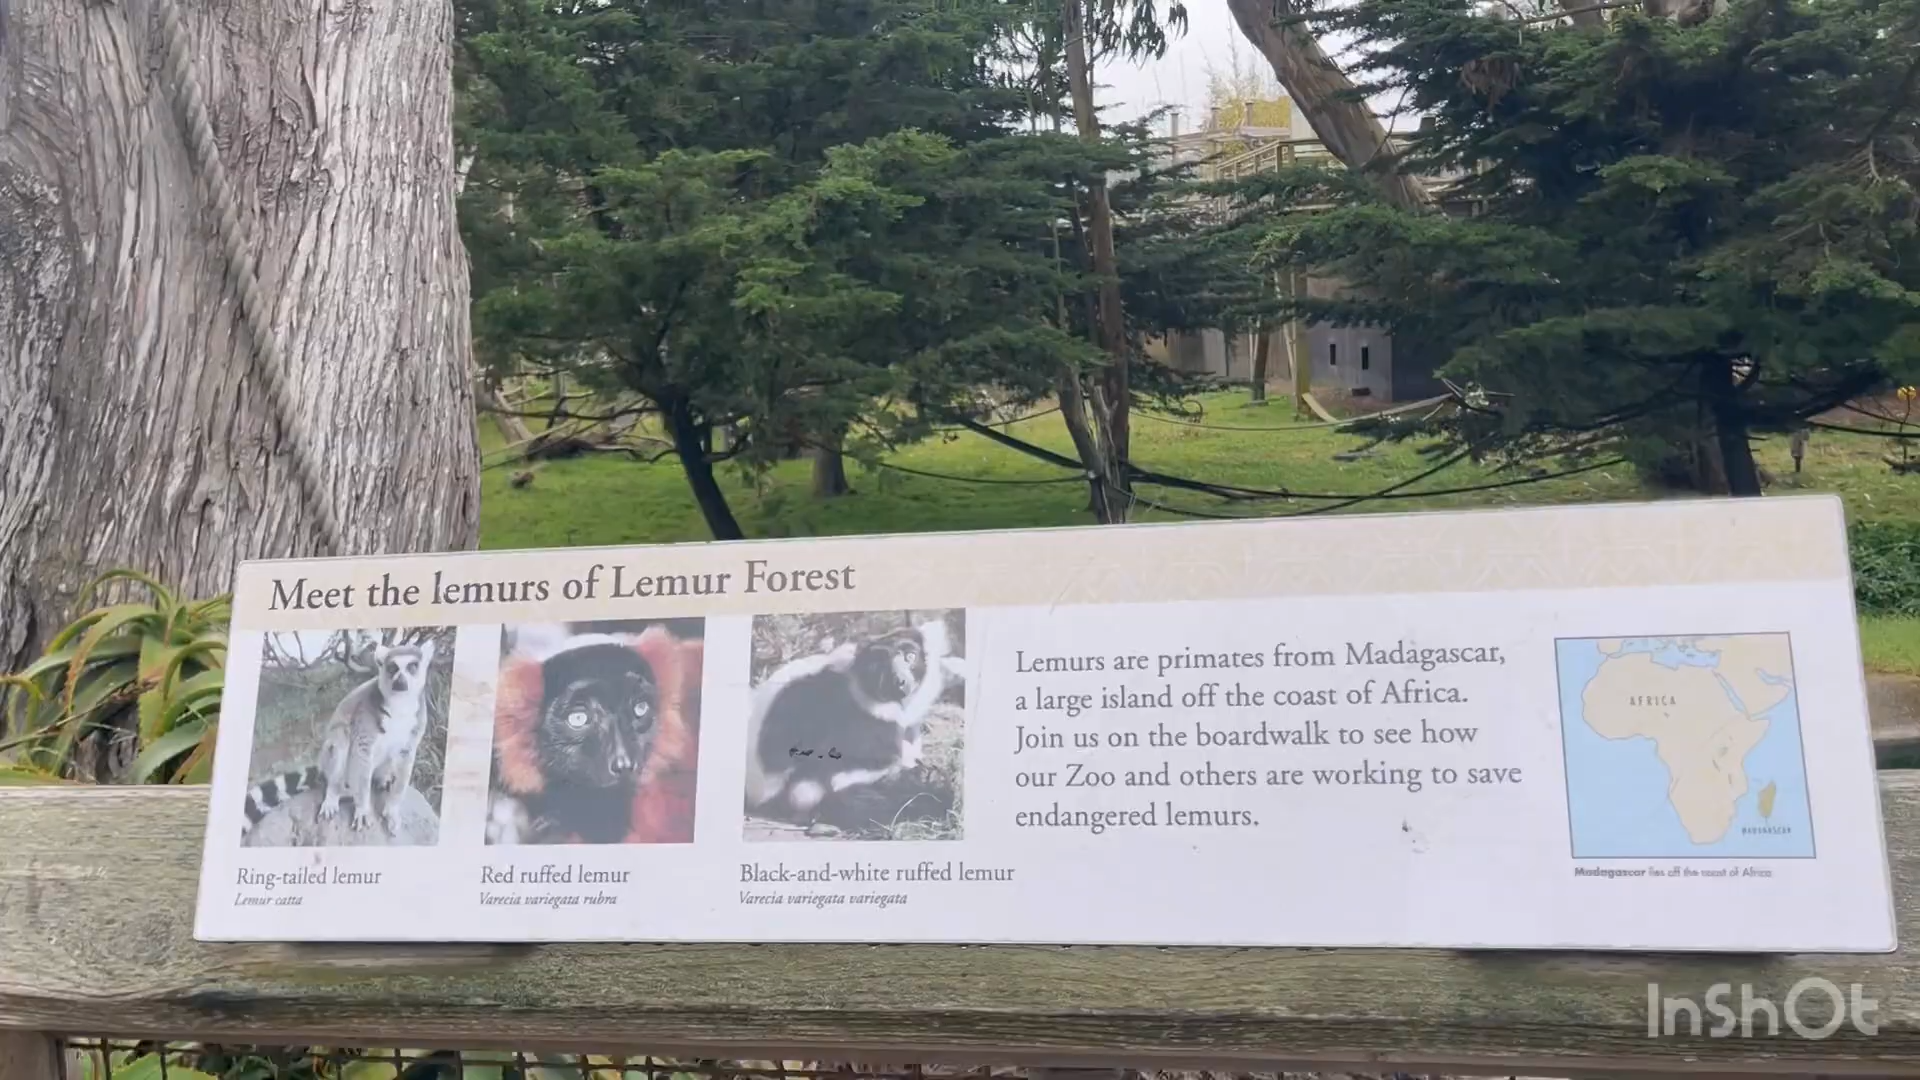 Meet the lemurs of Lemur Forest
Ring-tailed lemur
Lemur catta
Red ruffed lemur
Varecia variegata rubra
Black-and-white ruffed lemur
Varecia variegata variegata
Lemurs are primates from Madagascar,
a large island off the coast of Africa.
Join us on the boardwalk to see how
our Zoo and others are working to save
endangered lemurs.
AFRICA
MADAGASCAR
Madagascar lies off the coast of Africa
InShOt